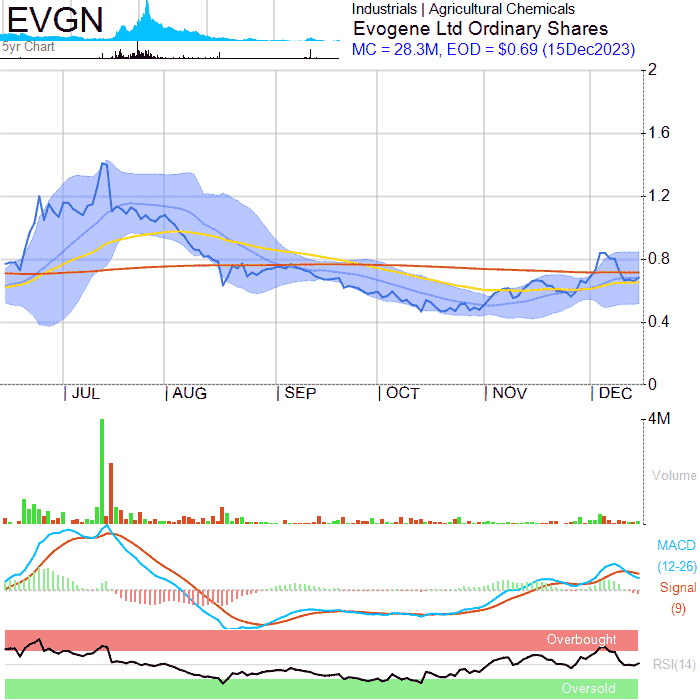 EVGN
5yr Chart
Industrials | Agricultural Chemicals
Evogene Ltd Ordinary Shares
MC = 28.3M, EOD = $0.69 (15Dec2023)
2
1.6
1.2
0.8
0.4
0
JUL AUG SEP OCT NOV DEC
4M
Volume
MACD
(12-26)
Signal
(9)
Overbought
RSI(14)
Oversold